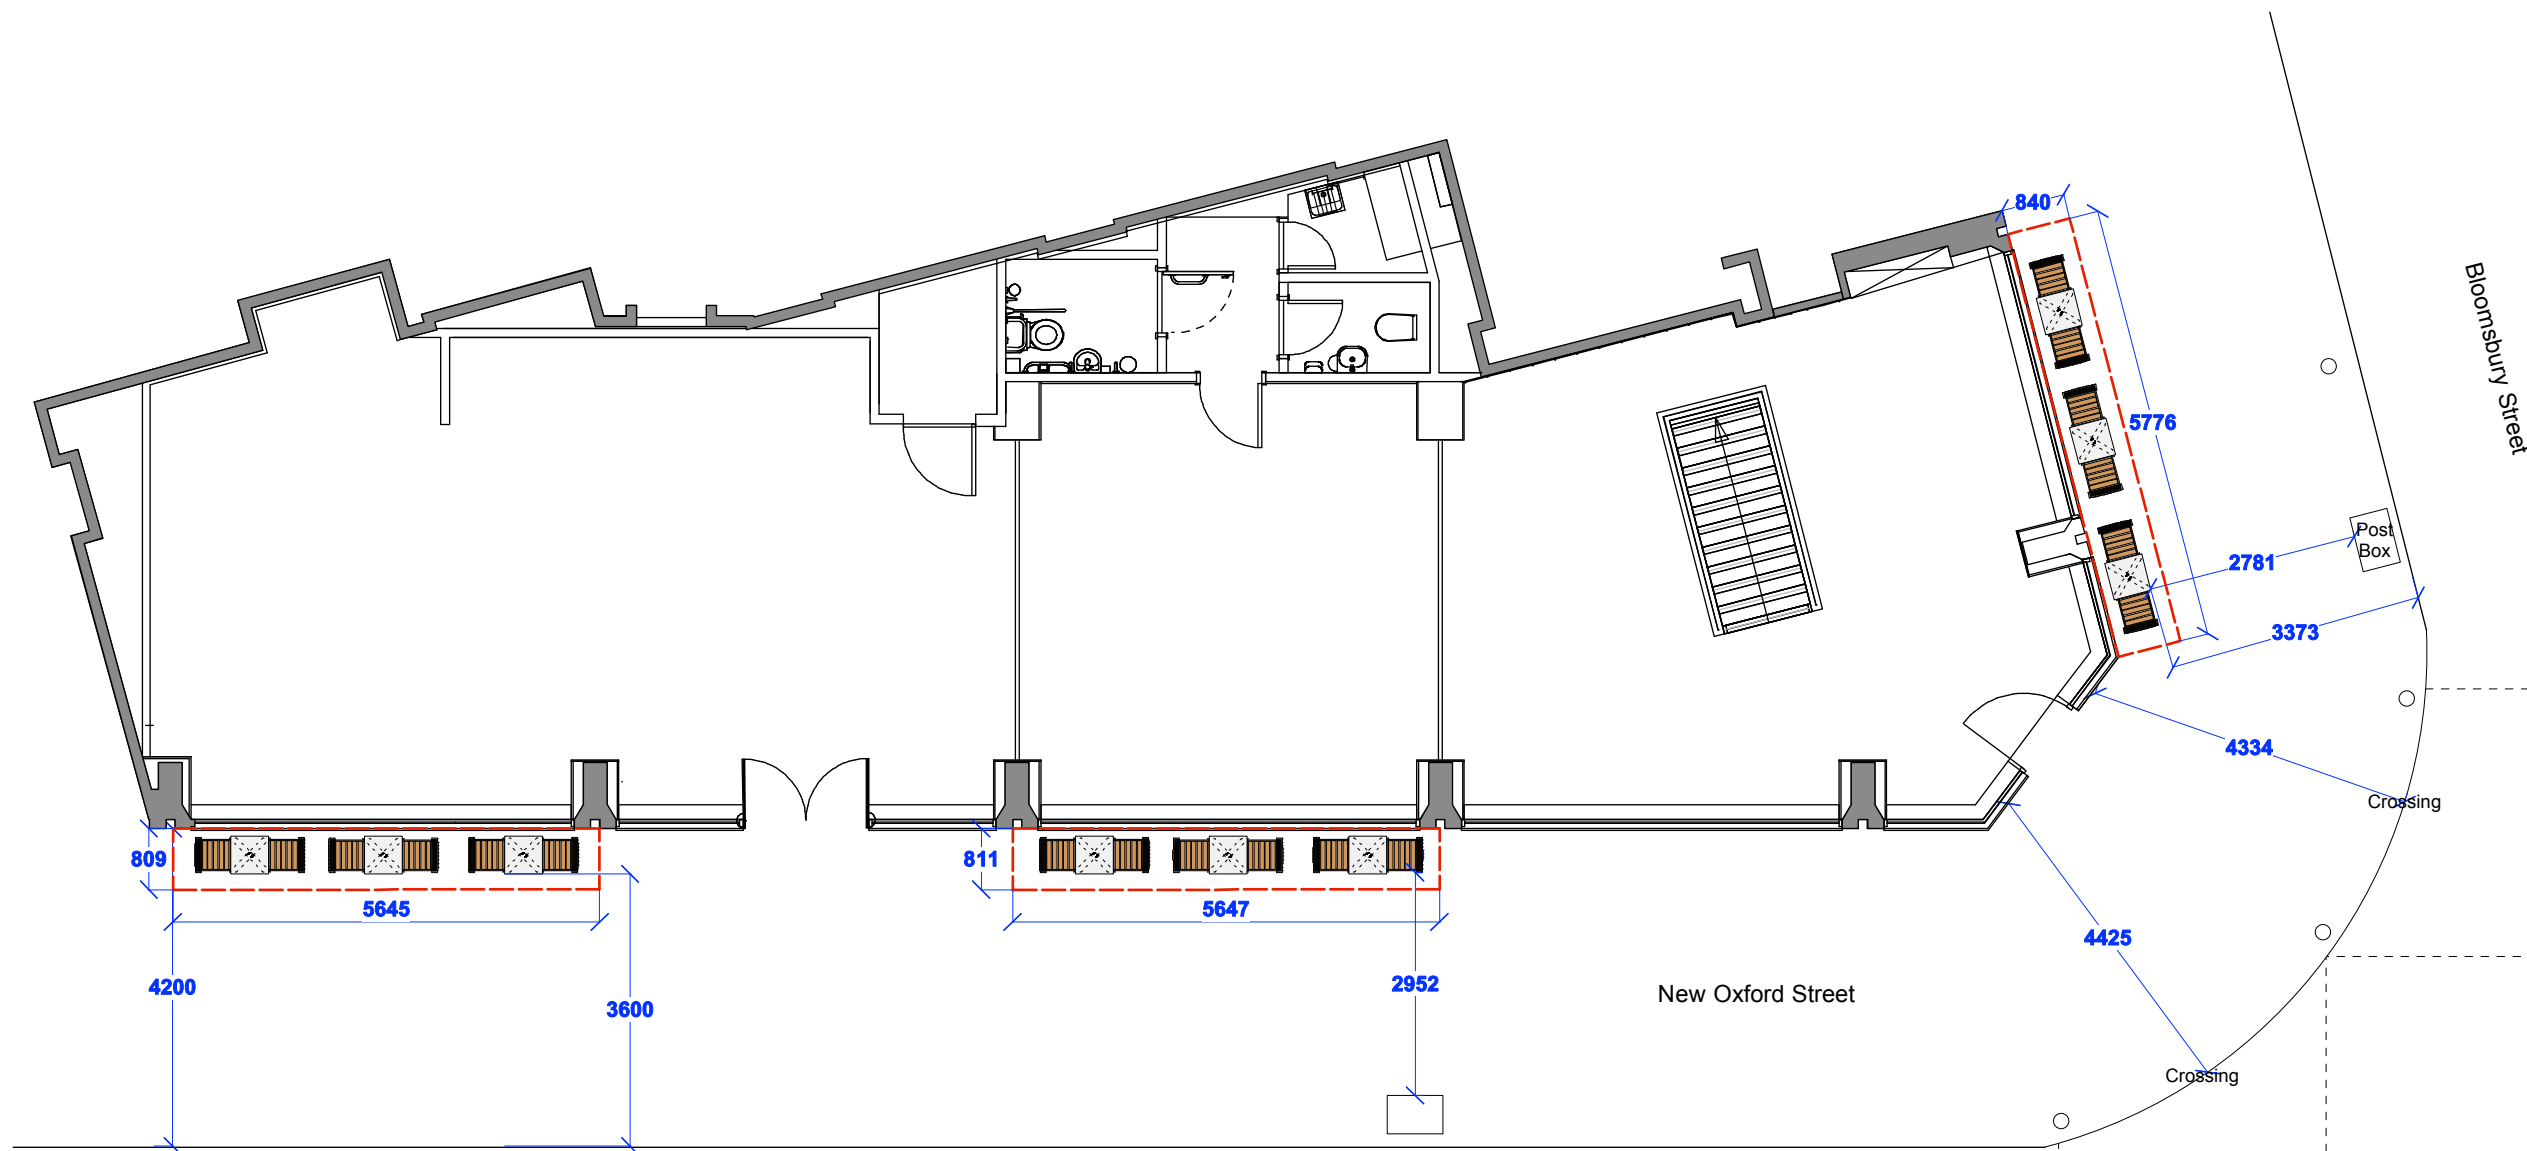 840
Bloomsbury Street
5776
Post
Box
2781
3373
4334
Crossing
809
811
5645
5647
4425
4200
2952
New Oxford Street
3600
Crossing